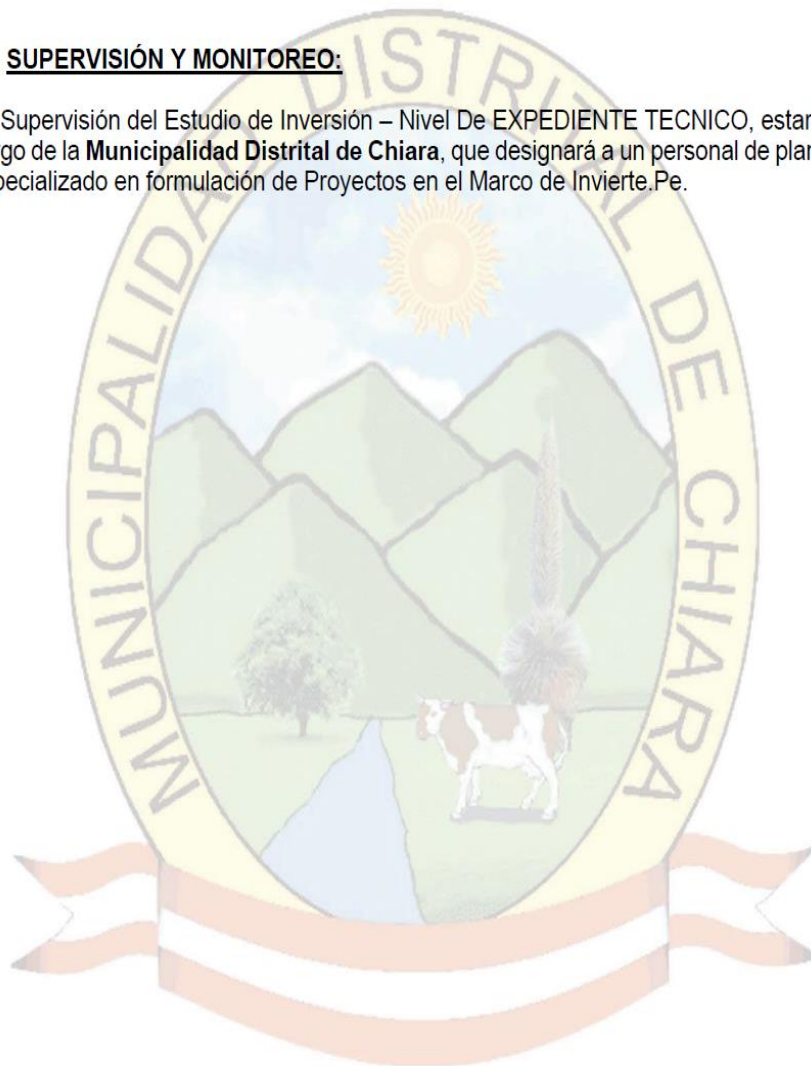 SUPERVISIÓN Y MONITOREO:
Supervisión del Estudio de Inversión – Nivel De EXPEDIENTE TECNICO, estar
rgo de la Municipalidad Distrital de Chiara, que designará a un personal de plan
pecializado en formulación de Proyectos en el Marco de Invierte.Pe.
MUNICIPALIDAD DISTRITAL DE CHIARA